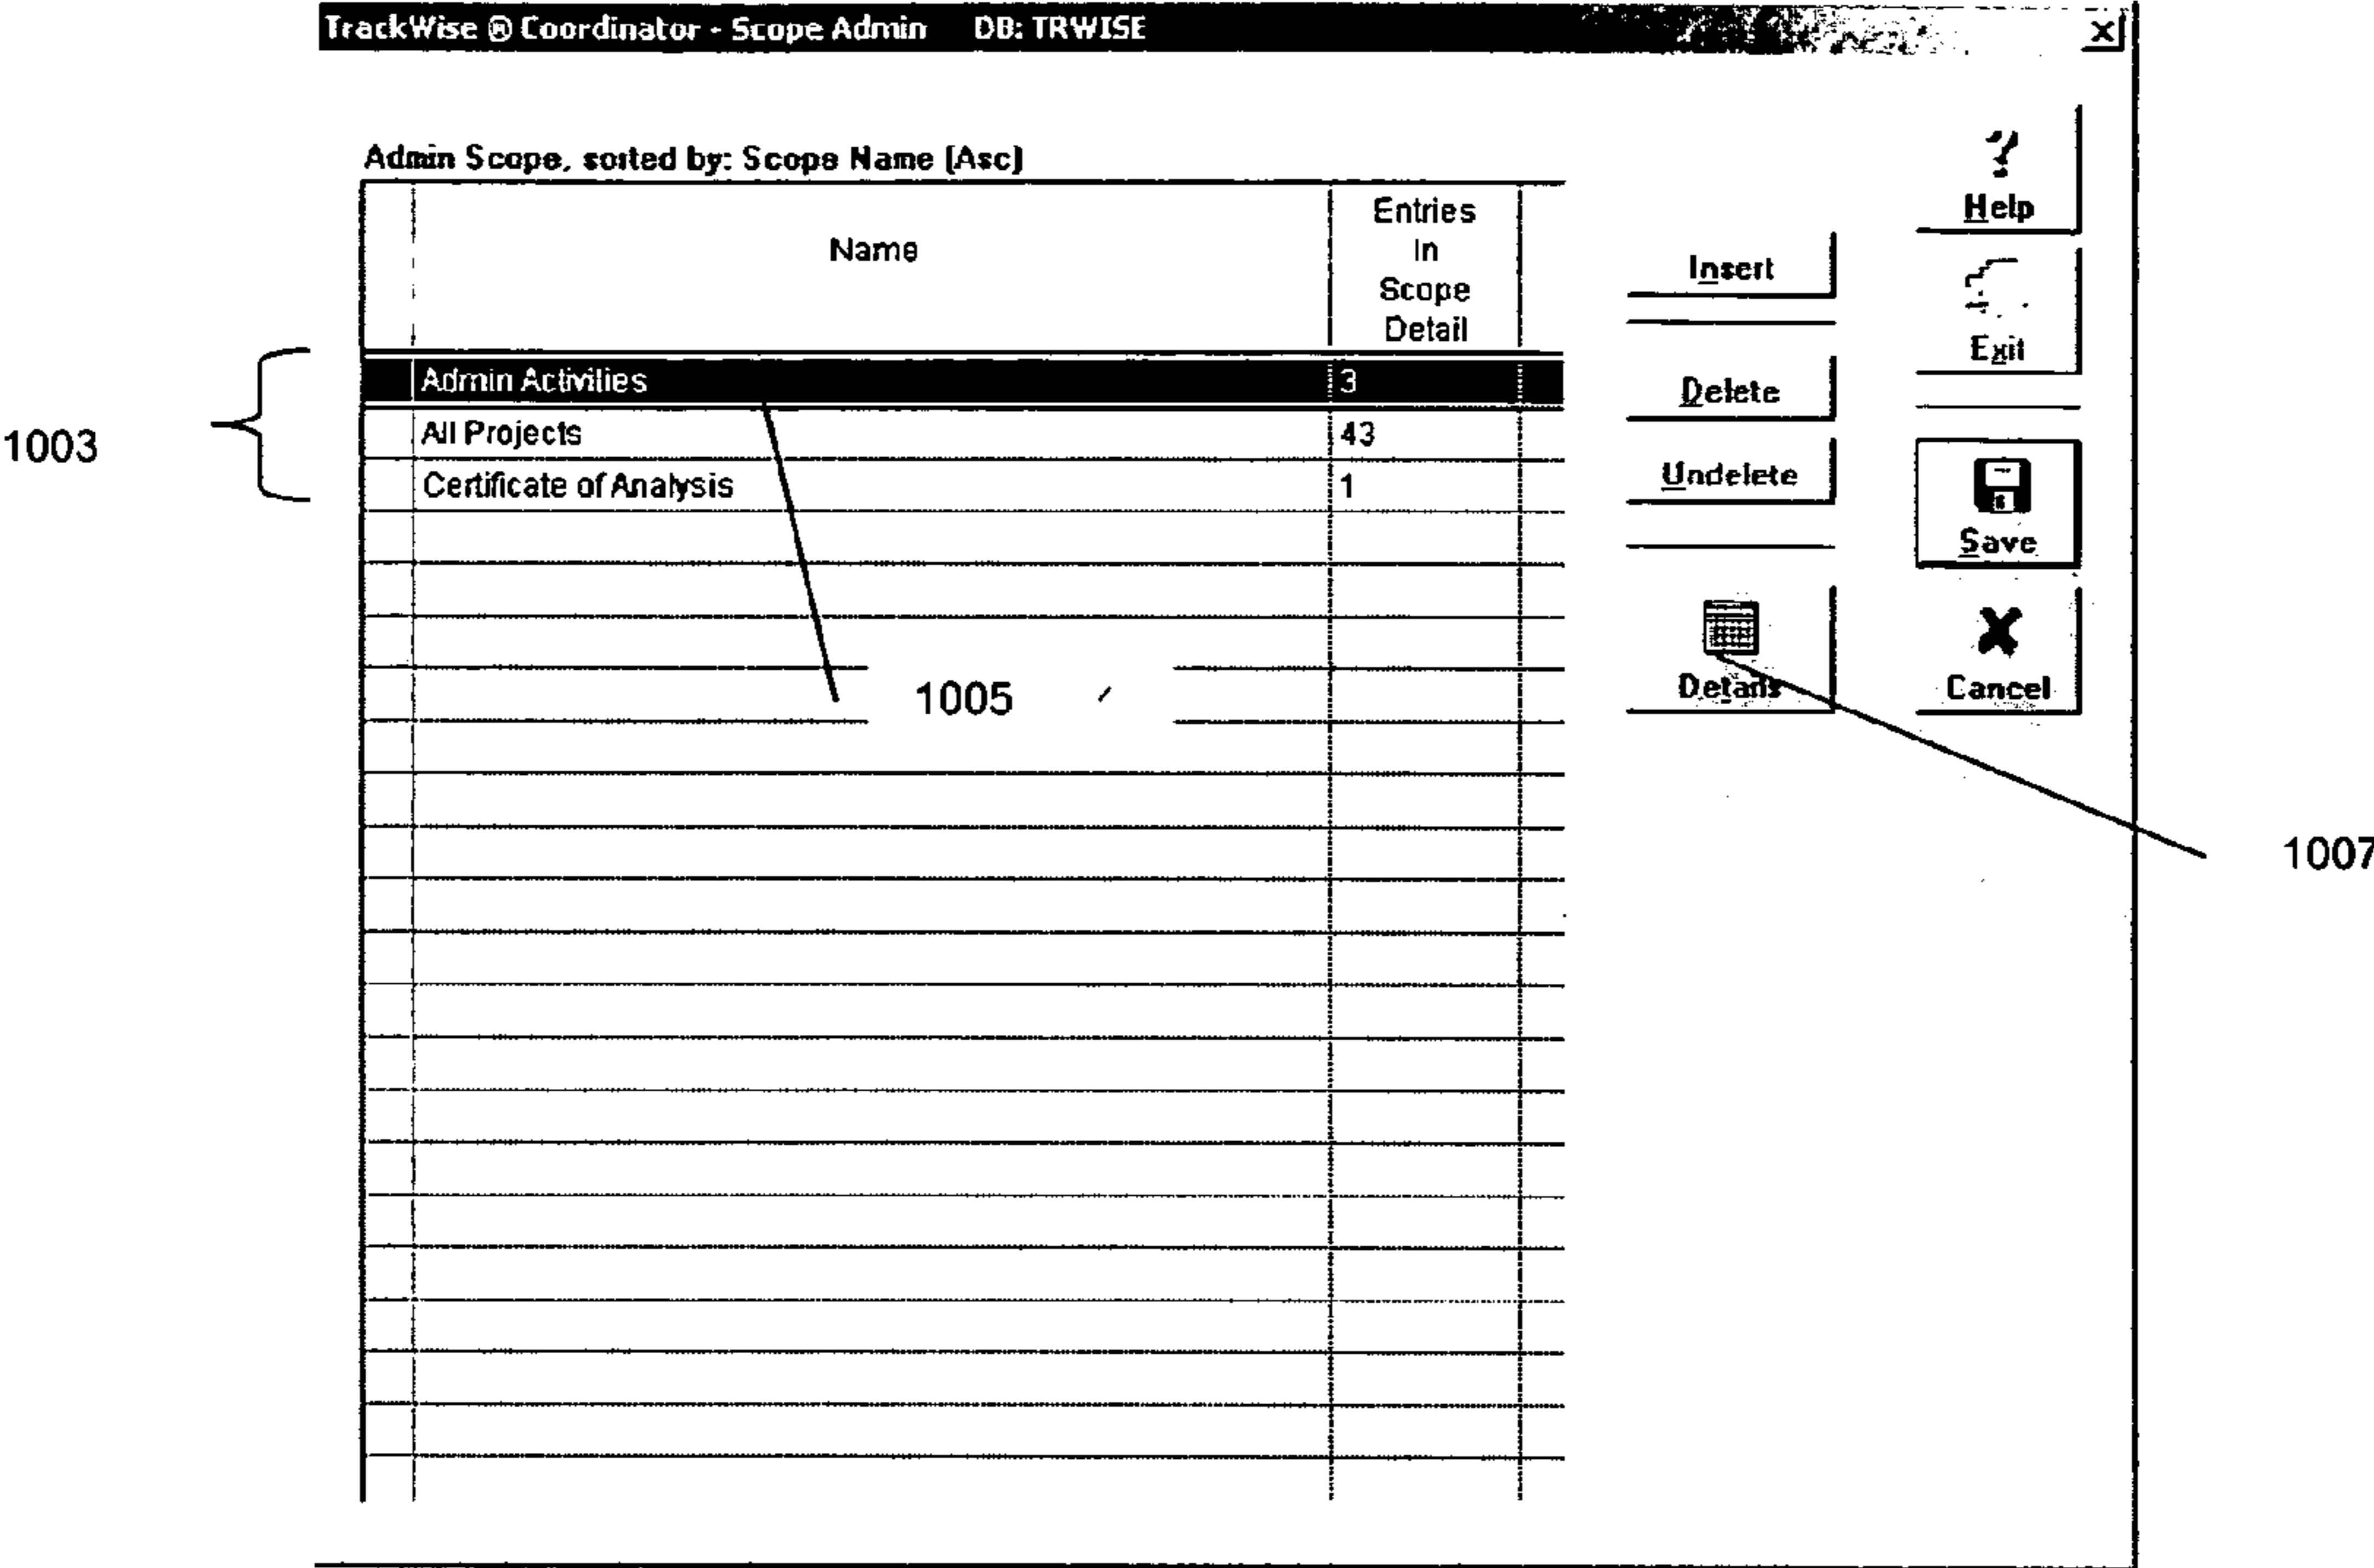 TrackWise ® Coordinator - Scope Admin DB: TRWISE
Admin Scope, sorted by: Scope Name (Asc)
Name
Entries
In
Scope
Detail
Admin Activities 3
All Projects 43
Certificate of Analysis 1
Insert
Delete
Undelete
Details
Help
Exit
Save
Cancel
1003
1005
1007